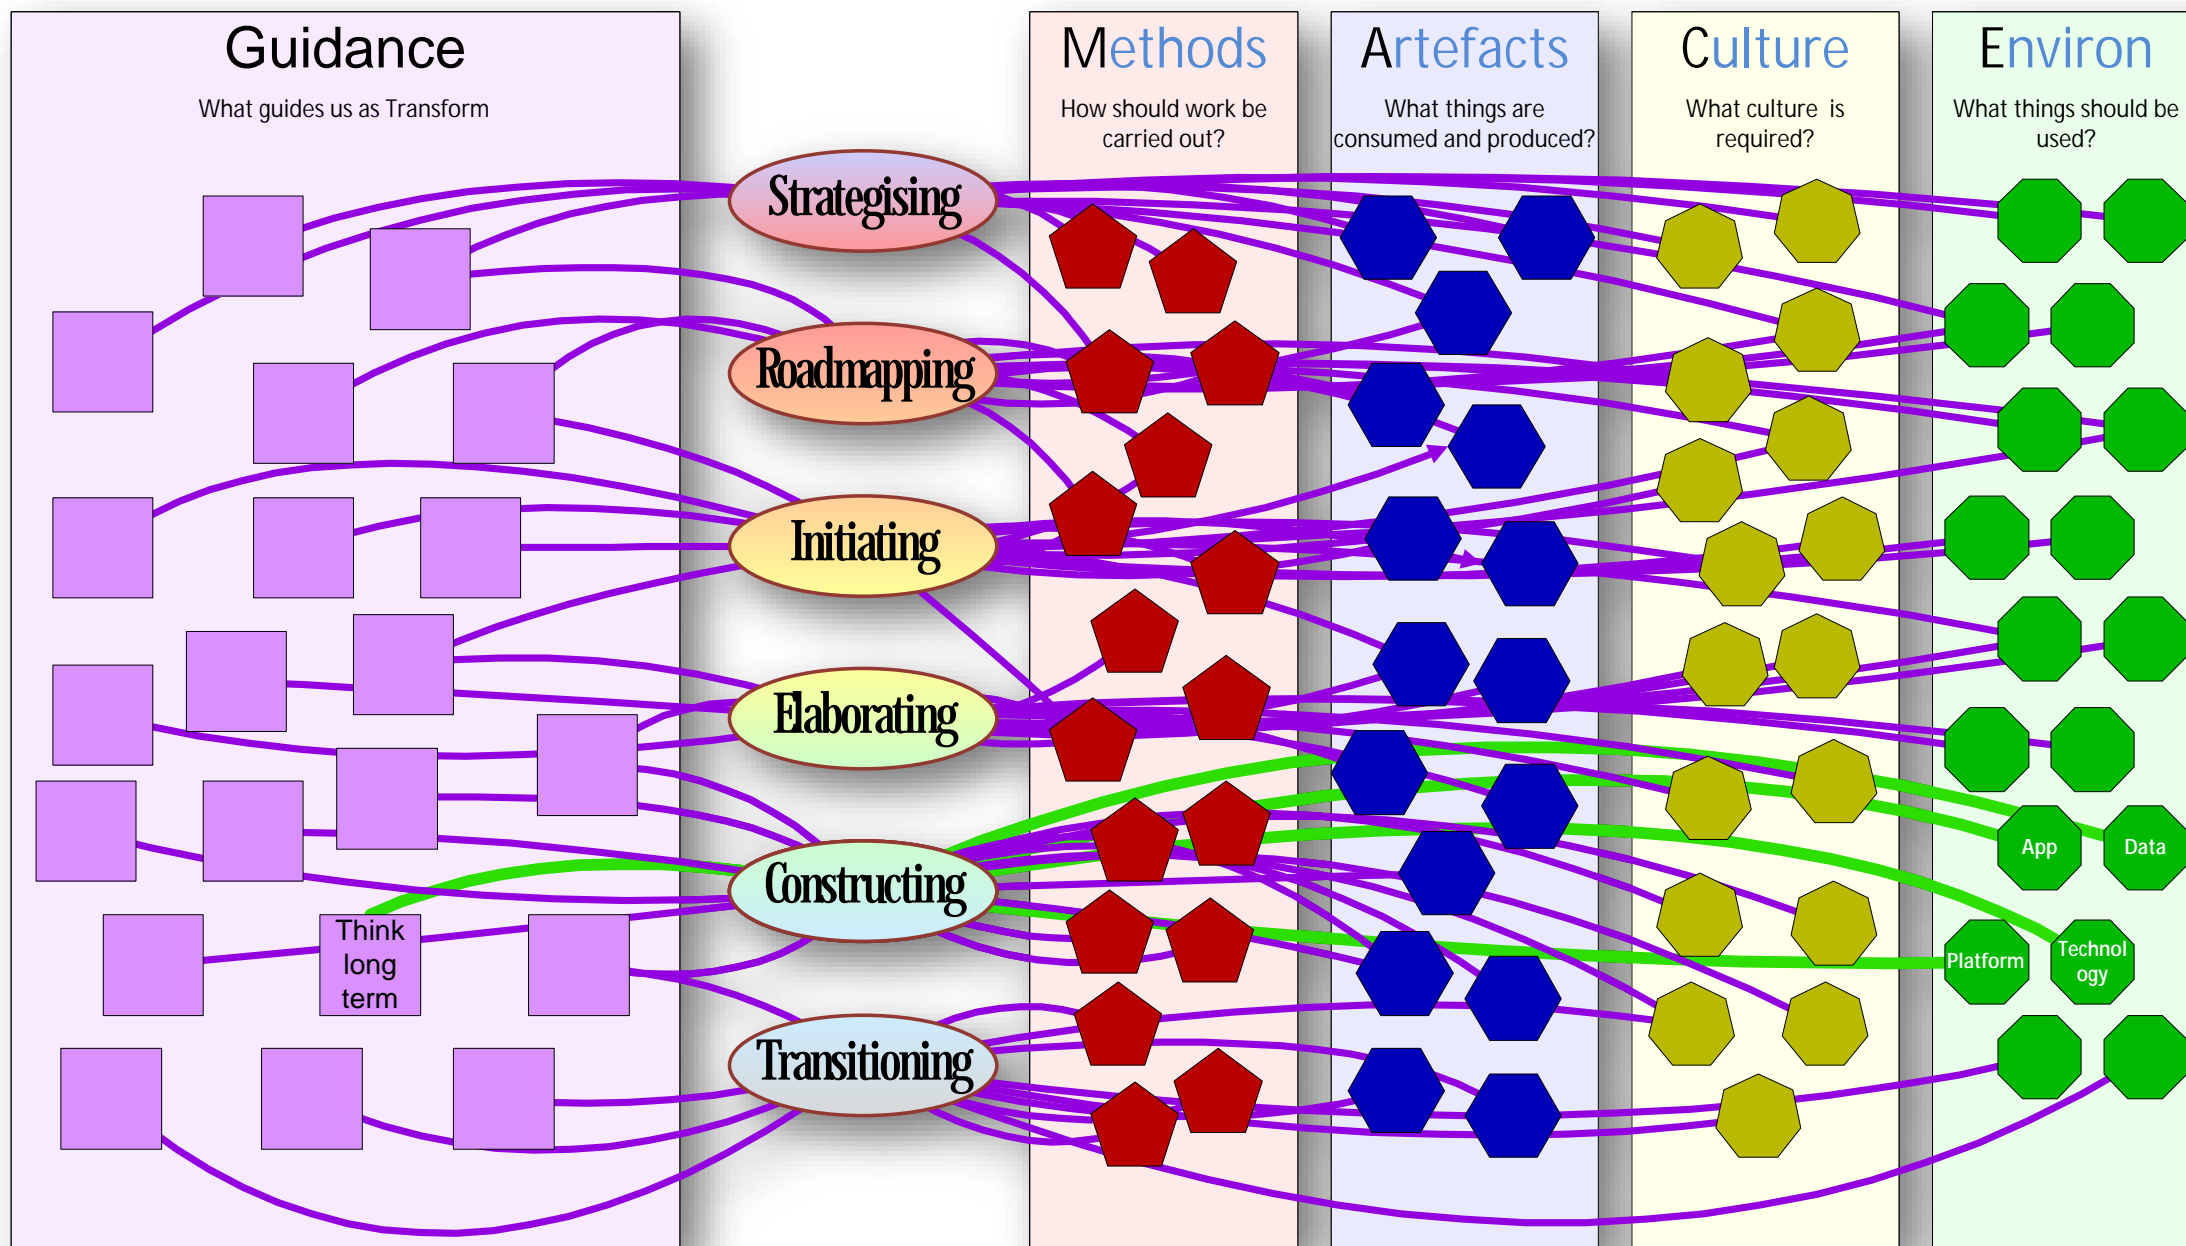 Guidance
What guides us as Transform
Methods
How should work be
carried out?
Artefacts
What things are
consumed and produced?
Culture
What culture is
required?
Environ
What things should be
used?
Strategising
Roadmapping
Initiating
Elaborating
Constructing
Transitioning
Think
long
term
App
Data
Platform
Technol
ogy